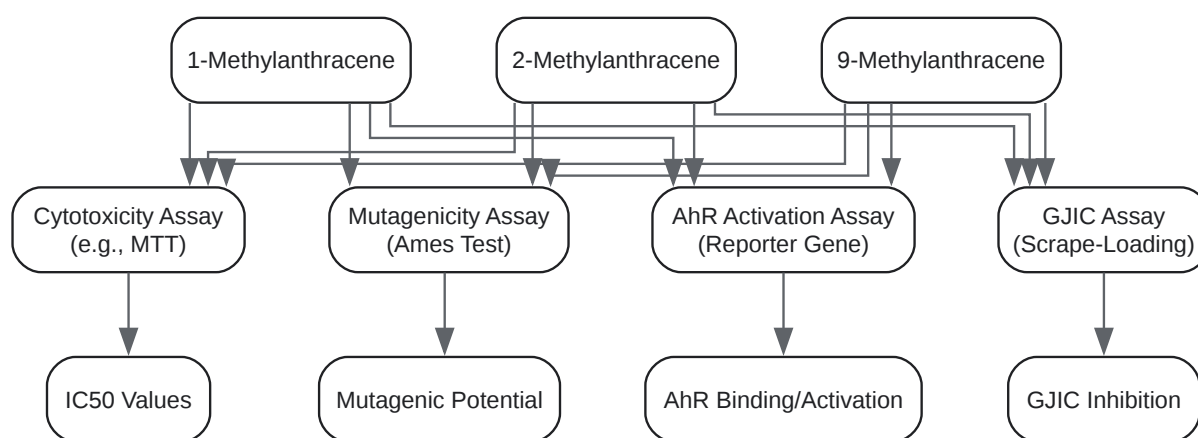 1-Methylanthracene
2-Methylanthracene
9-Methylanthracene
Cytotoxicity Assay
(e.g., MTT)
Mutagenicity Assay
(Ames Test)
AhR Activation Assay
(Reporter Gene)
GJIC Assay
(Scrape-Loading)
IC50 Values
Mutagenic Potential
AhR Binding/Activation
GJIC Inhibition